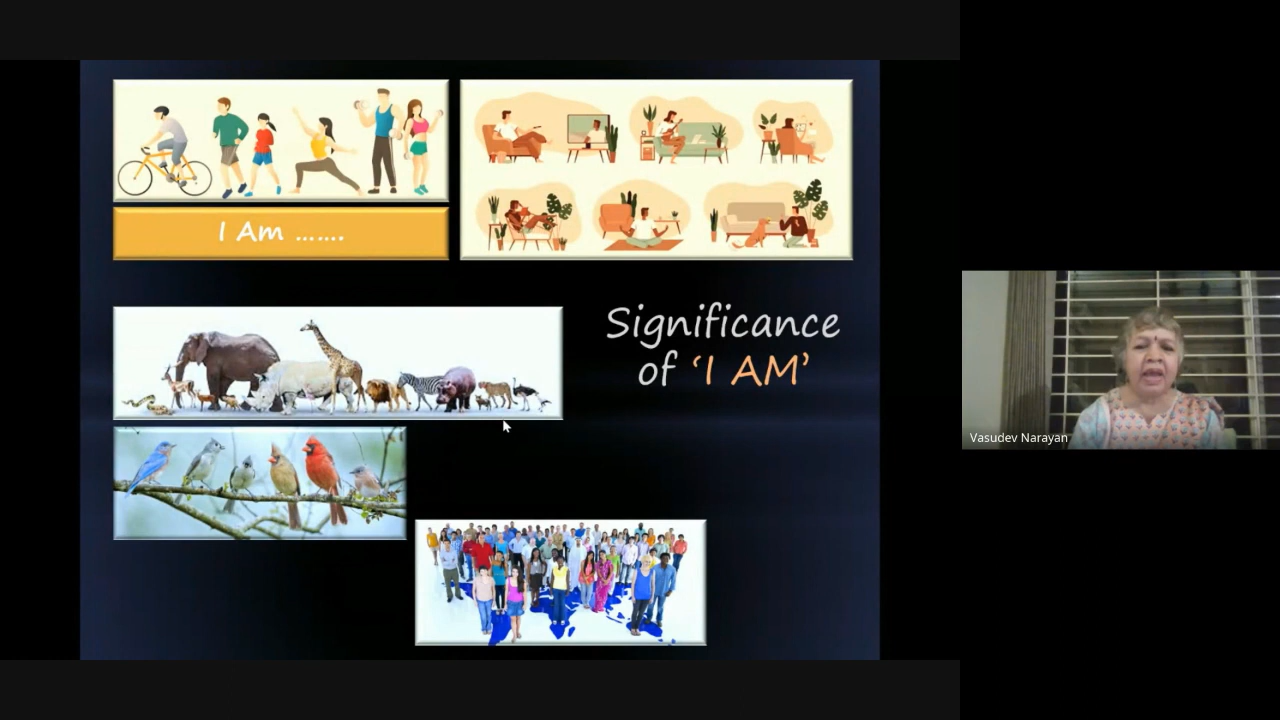 I Am .......
Significance
of ‘I AM’
Vasudev Narayan